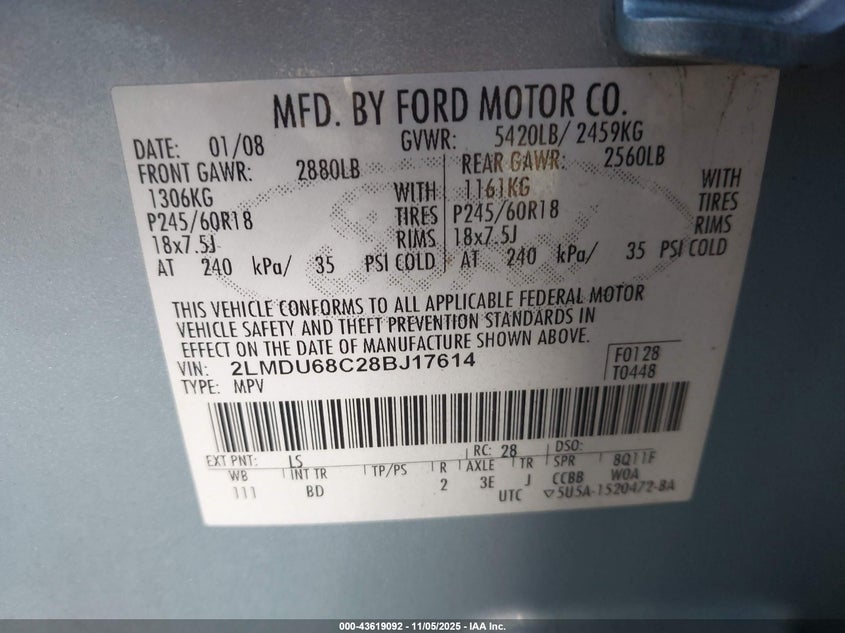 MFD. BY FORD MOTOR CO.
DATE: 01/08 GVWR: 5420LB/ 2459KG
FRONT GAWR: 2880LB REAR GAWR: 2560LB
1306KG WITH 1161KG WITH
P245/60R18 TIRES P245/60R18 TIRES
18x7.5J RIMS 18x7.5J RIMS
AT 240 kPa/ 35 PSI COLD AT 240 kPa/ 35 PSI COLD
THIS VEHICLE CONFORMS TO ALL APPLICABLE FEDERAL MOTOR
VEHICLE SAFETY AND THEFT PREVENTION STANDARDS IN
EFFECT ON THE DATE OF MANUFACTURE SHOWN ABOVE.
VIN: 2LMDU68C28BJ17614 F0128
TYPE: MPV T0448
EXT PNT: LS RC: 28 DSO:
WB INT TR TP/PS R AXLE TR SPR 8Q11F
111 BD 2 3E J CCBB W0A
UTC ▽5U5A-1520472-BA
000-43619092 - 11/05/2025 - IAA Inc.